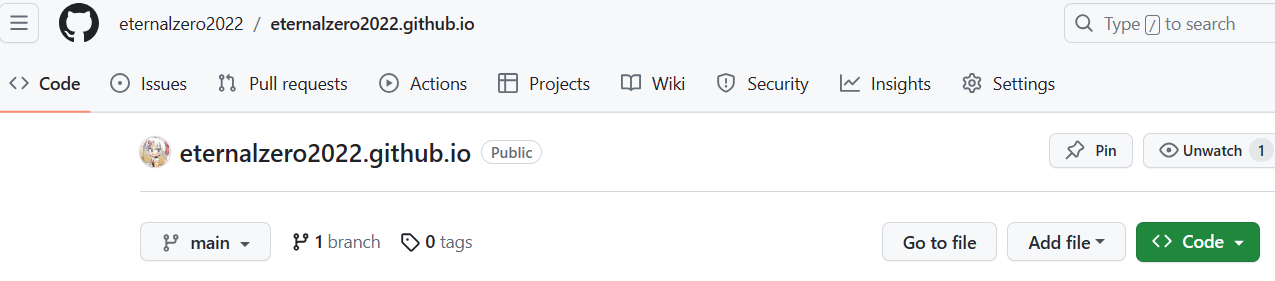 eternalzero2022 / eternalzero2022.github.io Type / to search
Code Issues Pull requests Actions Projects Wiki Security Insights Settings
eternalzero2022.github.io Public Pin Unwatch 1
main 1 branch 0 tags Go to file Add file Code